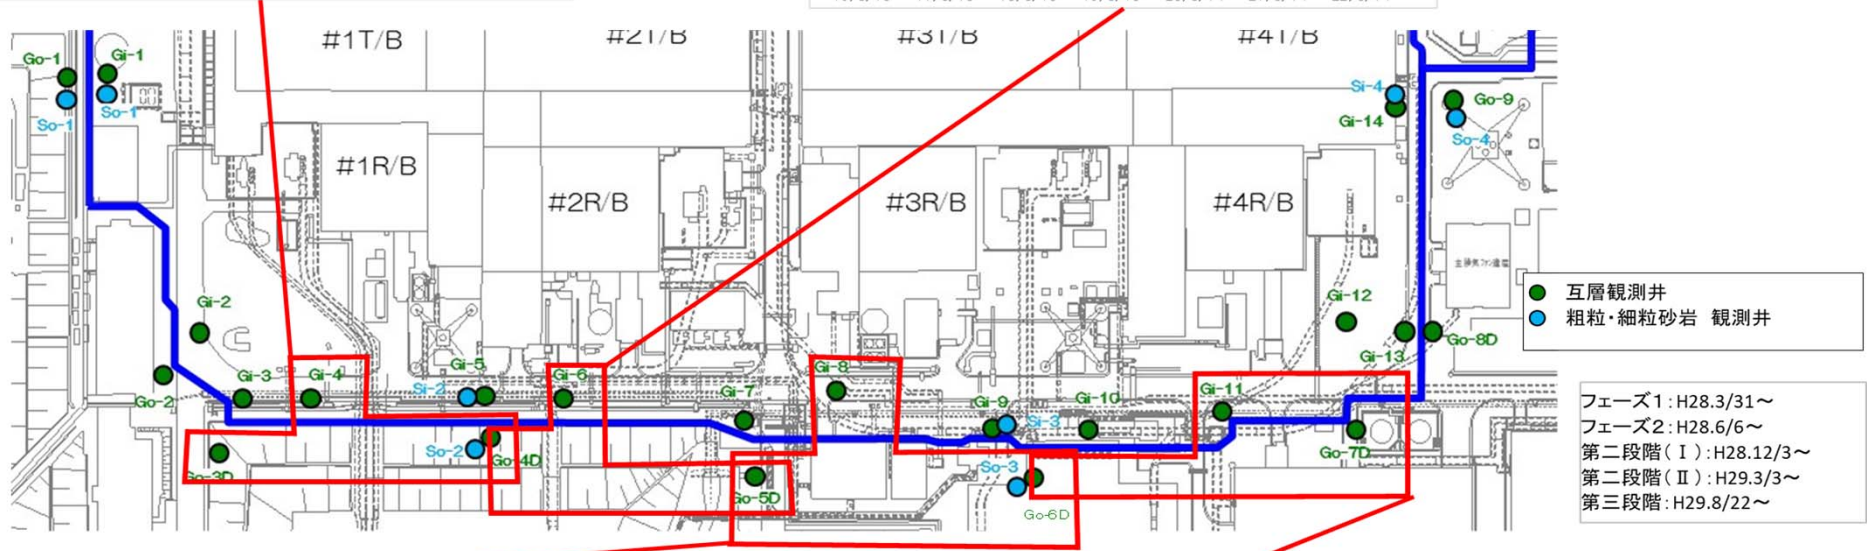 #1T/B
#2T/B
#3T/B
#4T/B
Go-1
Gi-1
So-1
So-1
Si-4
Gi-14
Go-9
So-4
#1R/B
#2R/B
#3R/B
#4R/B
Gi-2
Gi-12
Gi-13
Go-8D
Go-2
Gi-3
Gi-4
Si-2
Gi-5
Gi-6
Gi-7
Gi-8
Gi-9
Si-3
Gi-10
Gi-11
Go-3D
So-2
Go-4D
Go-5D
So-3
Go-6D
Go-7D
互層観測井
粗粒・細粒砂岩 観測井
フェーズ1:H28.3/31～
フェーズ2:H28.6/6～
第二段階(Ⅰ):H28.12/3～
第二段階(Ⅱ):H29.3/3～
第三段階:H29.8/22～